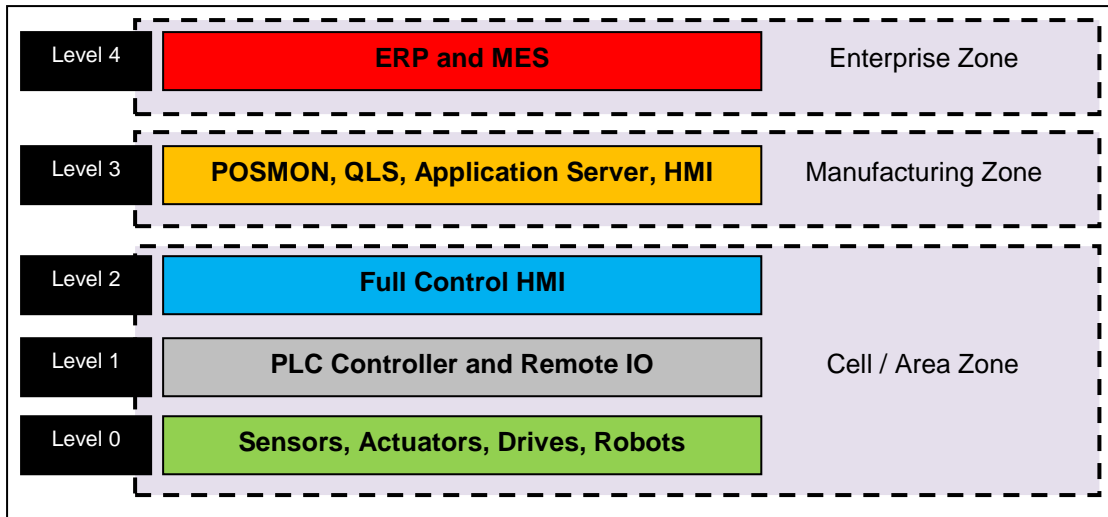 Level 4
ERP and MES
Enterprise Zone
Level 3
POSMON, QLS, Application Server, HMI
Manufacturing Zone
Level 2
Full Control HMI
Level 1
PLC Controller and Remote IO
Cell / Area Zone
Level 0
Sensors, Actuators, Drives, Robots